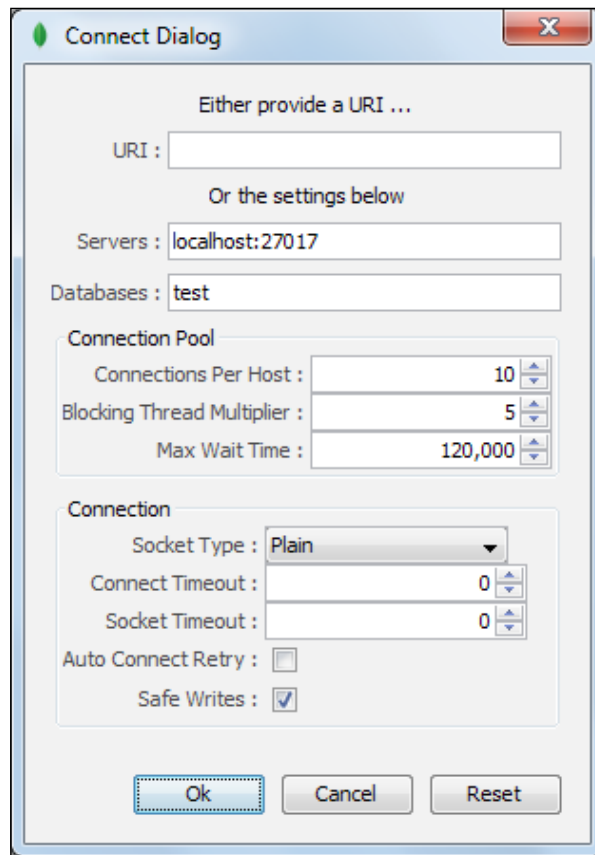 Connect Dialog
Either provide a URI ...
URI :
Or the settings below
Servers : localhost:27017
Databases : test
Connection Pool
Connections Per Host : 10
Blocking Thread Multiplier : 5
Max Wait Time : 120,000
Connection
Socket Type : Plain
Connect Timeout : 0
Socket Timeout : 0
Auto Connect Retry :
Safe Writes :
Ok Cancel Reset